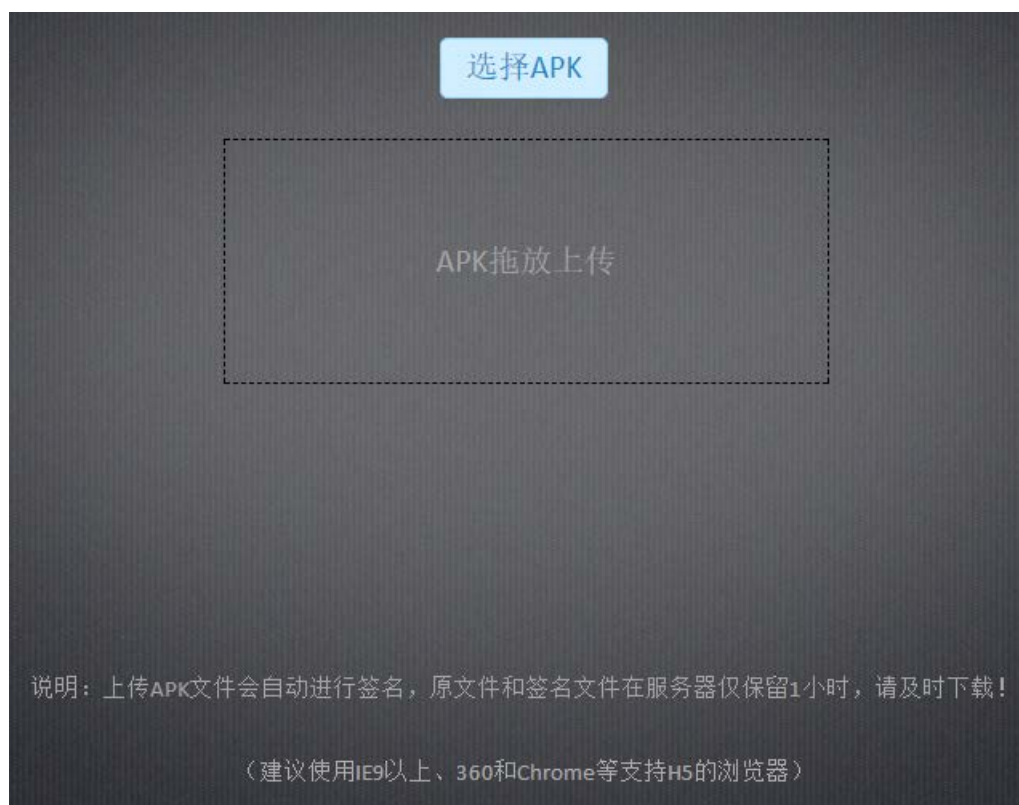 选择APK
APK拖放上传
说明：上传APK文件会自动进行签名，原文件和签名文件在服务器仅保留1小时，请及时下载！
（建议使用IE9以上、360和Chrome等支持H5的浏览器）